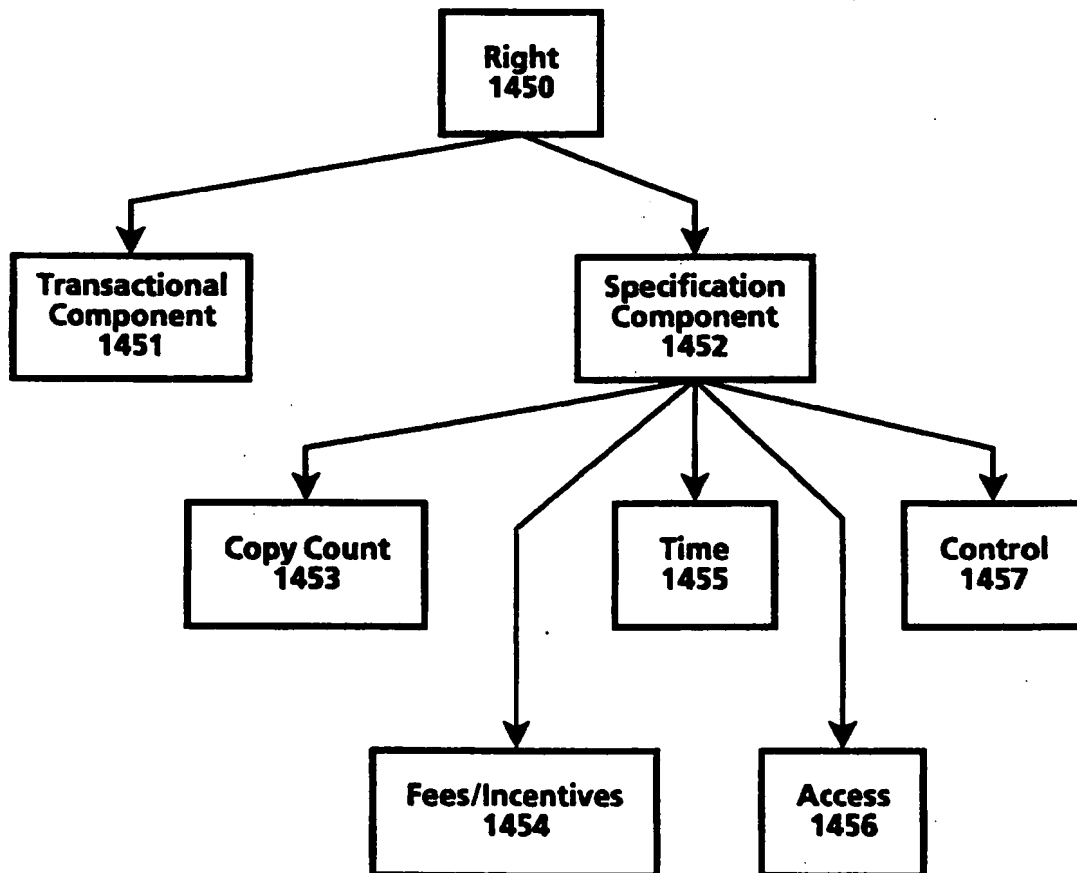 Right
1450
Transactional
Component
1451
Specification
Component
1452
Copy Count
1453
Time
1455
Control
1457
Fees/Incentives
1454
Access
1456